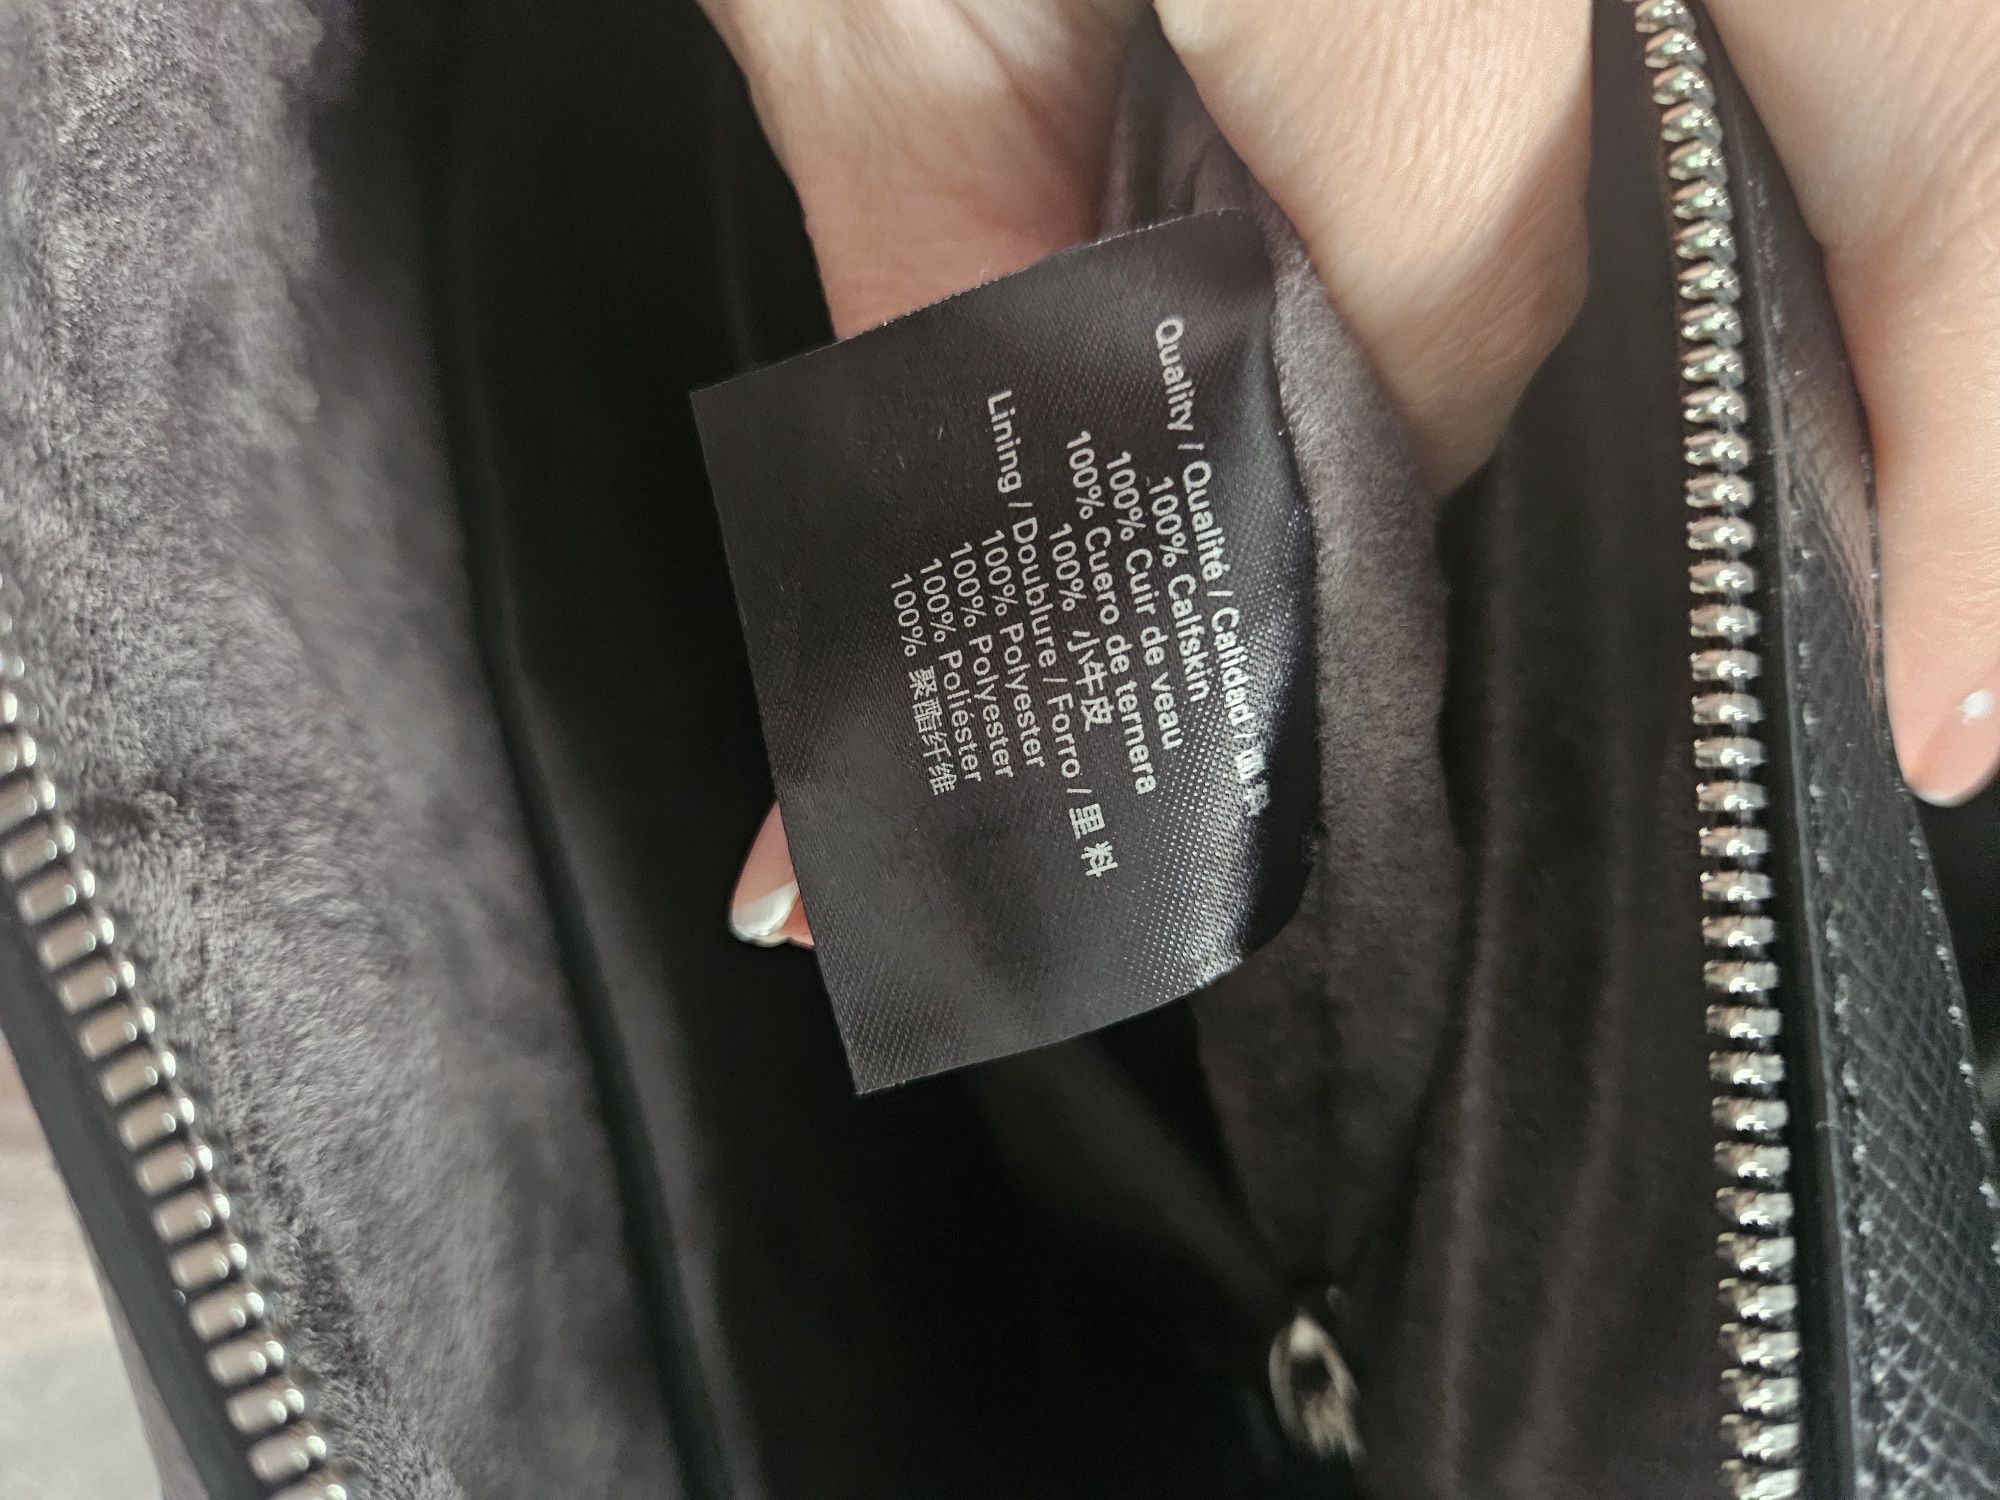 Quality / Qualité / Calidad /
100% Calfskin
100% Cuir de veau
100% Cuero de ternera
100% 小牛皮
Lining / Doublure / Forro / 里料
100% Polyester
100% Polyester
100% Poliéster
100% 聚酯纤维